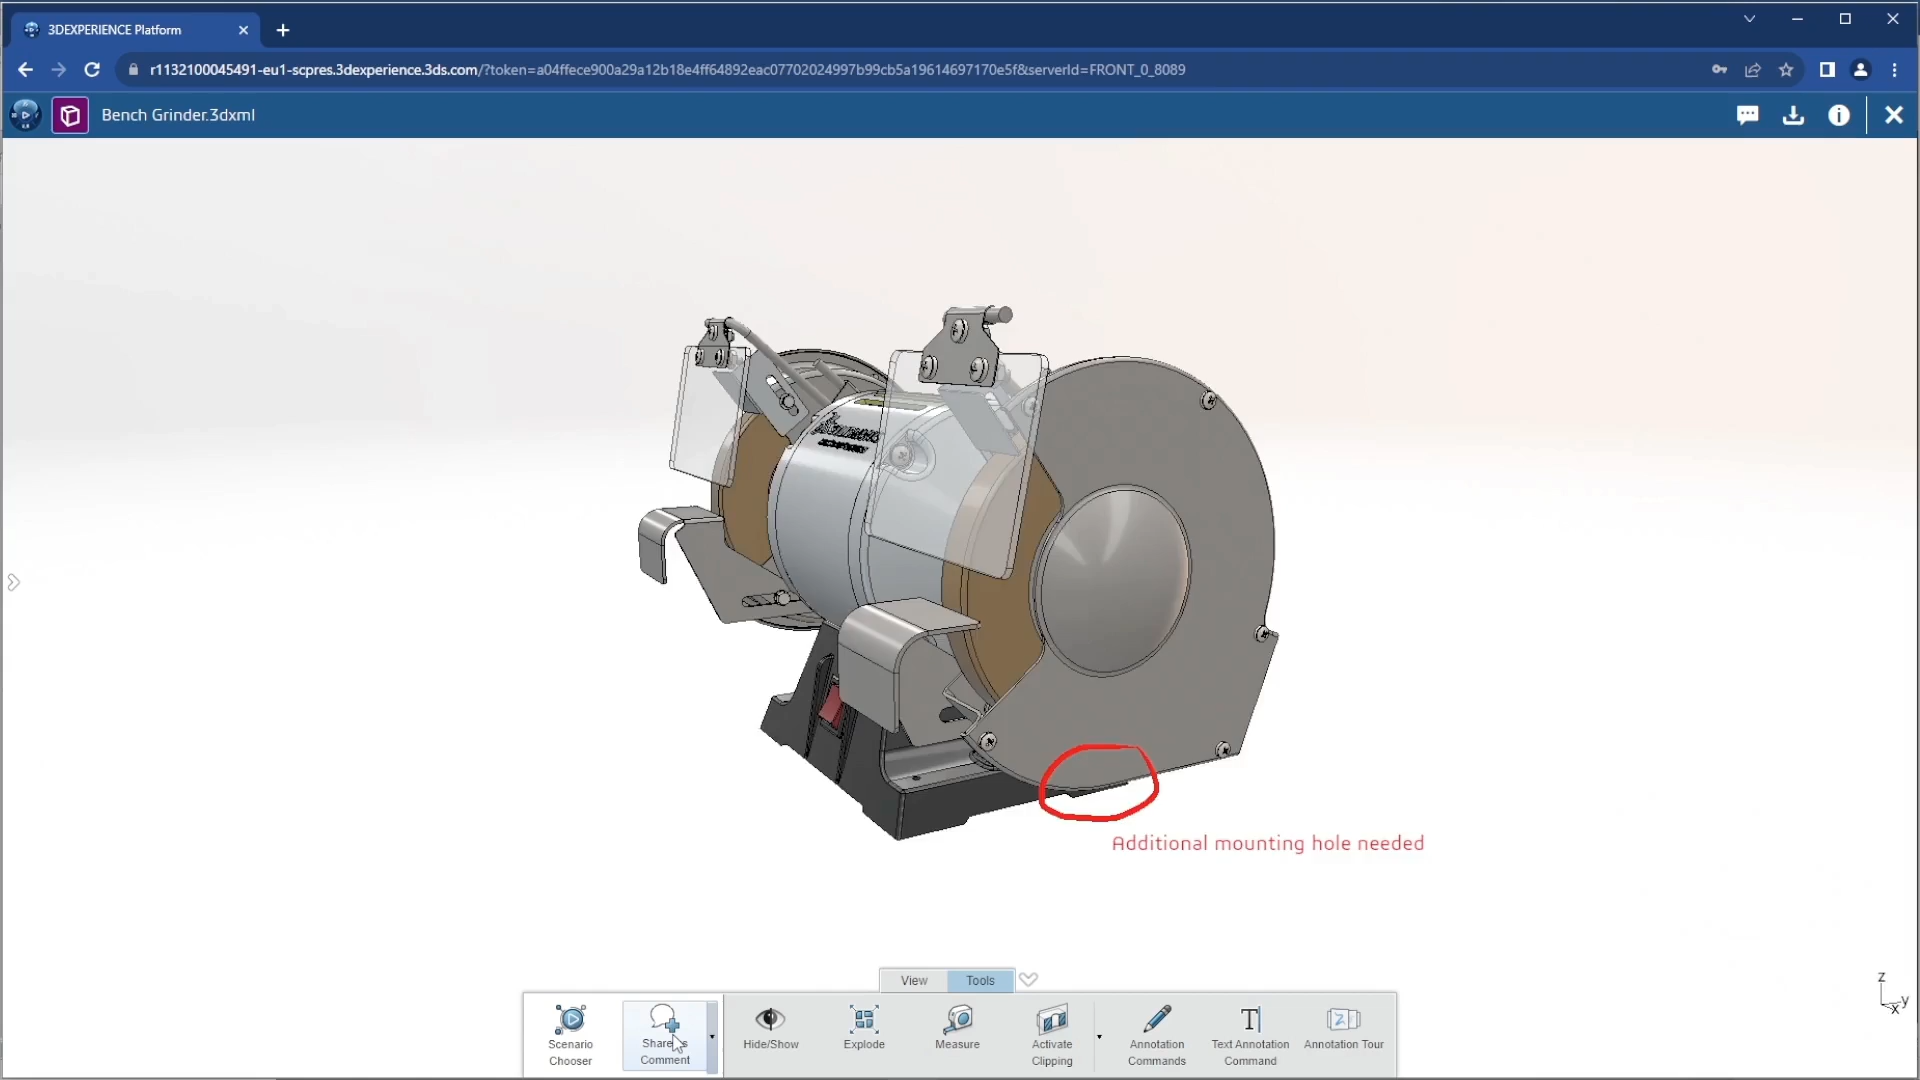 3DEXPERIENCE Platform
r1132100045491-eu1-scpres.3dexperience.3ds.com/?token=a04ffece900a29a12b18e4ff64892eac07702024997b99cb5a19614697170e5f&serverId=FRONT_0_8089
Bench Grinder.3dxml
Additional mounting hole needed
View Tools
Scenario Chooser
Comment
Hide/Show
Explode
Measure
Activate Clipping
Annotation Commands
Text Annotation Command
Annotation Tour
z
y
x